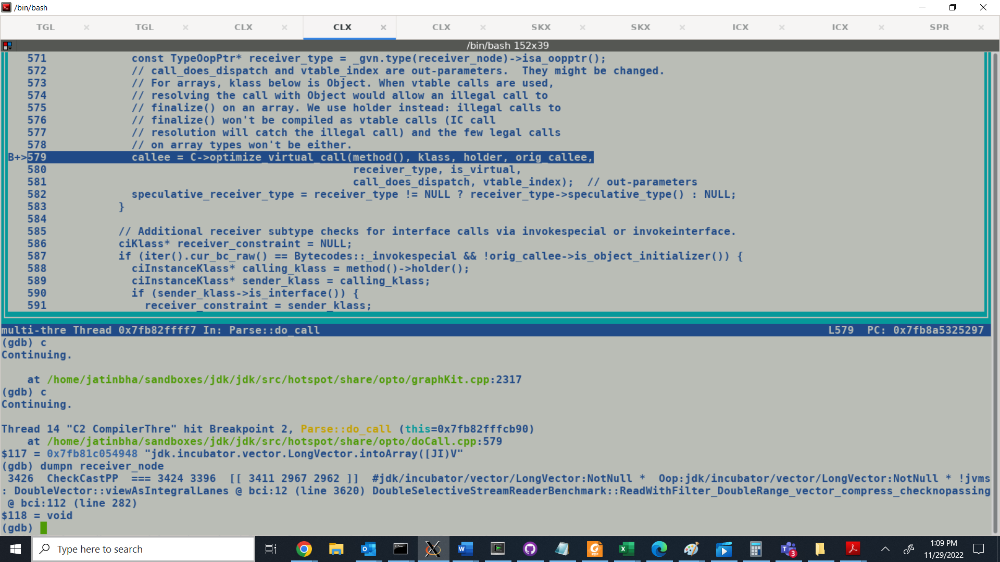 /bin/bash
TGL × TGL × CLX × CLX × CLX × SKX × SKX × ICX × ICX × SPR ×
/bin/bash 152x39
571 const TypeOopPtr* receiver_type = _gvn.type(receiver_node)->isa_oopptr();
572 // call_does_dispatch and vtable_index are out-parameters.  They might be changed.
573 // For arrays, klass below is Object. When vtable calls are used,
574 // resolving the call with Object would allow an illegal call to
575 // finalize() on an array. We use holder instead: illegal calls to
576 // finalize() won't be compiled as vtable calls (IC call
577 // resolution will catch the illegal call) and the few legal calls
578 // on array types won't be either.
B+>579 callee = C->optimize_virtual_call(method(), klass, holder, orig_callee,
580 receiver_type, is_virtual,
581 call_does_dispatch, vtable_index);  // out-parameters
582 speculative_receiver_type = receiver_type != NULL ? receiver_type->speculative_type() : NULL;
583 }
584
585 // Additional receiver subtype checks for interface calls via invokespecial or invokeinterface.
586 ciKlass* receiver_constraint = NULL;
587 if (iter().cur_bc_raw() == Bytecodes::_invokespecial && !orig_callee->is_object_initializer()) {
588 ciInstanceKlass* calling_klass = method()->holder();
589 ciInstanceKlass* sender_klass = calling_klass;
590 if (sender_klass->is_interface()) {
591 receiver_constraint = sender_klass;
multi-thre Thread 0x7fb82ffff7 In: Parse::do_call L579 PC: 0x7fb8a5325297
(gdb) c
Continuing.
at /home/jatinbha/sandboxes/jdk/jdk/src/hotspot/share/opto/graphKit.cpp:2317
(gdb) c
Continuing.
Thread 14 "C2 CompilerThre" hit Breakpoint 2, Parse::do_call (this=0x7fb82fffcb90)
at /home/jatinbha/sandboxes/jdk/jdk/src/hotspot/share/opto/doCall.cpp:579
$117 = 0x7fb81c054948 "jdk.incubator.vector.LongVector.intoArray([JI)V"
(gdb) dumpn receiver_node
3426  CheckCastPP  === 3424 3396  [[ 3411 2967 2962 ]]  #jdk/incubator/vector/LongVector:NotNull *  Oop:jdk/incubator/vector/LongVector:NotNull * !jvms
: DoubleVector::viewAsIntegralLanes @ bci:12 (line 3620) DoubleSelectiveStreamReaderBenchmark::ReadWithFilter_DoubleRange_vector_compress_checknopassing
@ bci:112 (line 282)
$118 = void
(gdb)
Type here to search
3
1:09 PM
11/29/2022